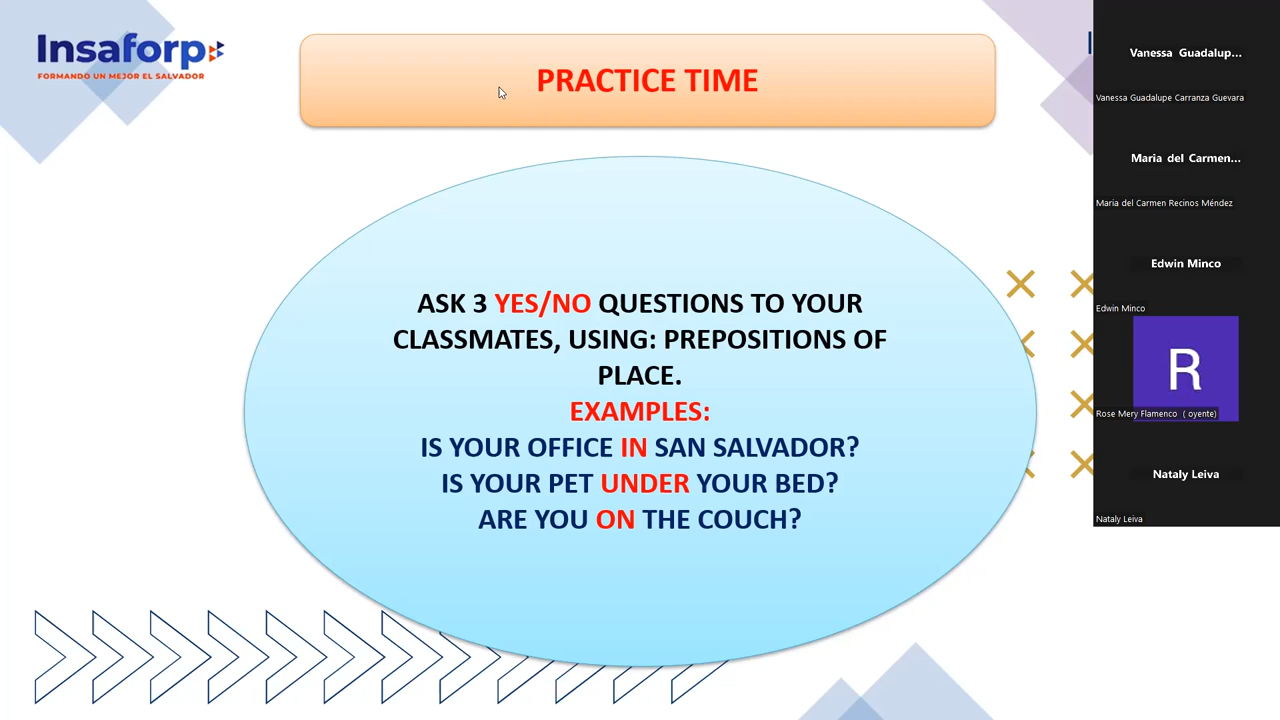 Insaforp
FORMANDO UN MEJOR EL SALVADOR
PRACTICE TIME
ASK 3 YES/NO QUESTIONS TO YOUR
CLASSMATES, USING: PREPOSITIONS OF
PLACE.
EXAMPLES:
IS YOUR OFFICE IN SAN SALVADOR?
IS YOUR PET UNDER YOUR BED?
ARE YOU ON THE COUCH?
Vanessa Guadalup...
Vanessa Guadalupe Carranza Guevara
Maria del Carmen...
Maria del Carmen Recinos Méndez
Edwin Minco
Edwin Minco
R
Rose Mery Flamenco ( oyente)
Nataly Leiva
Nataly Leiva